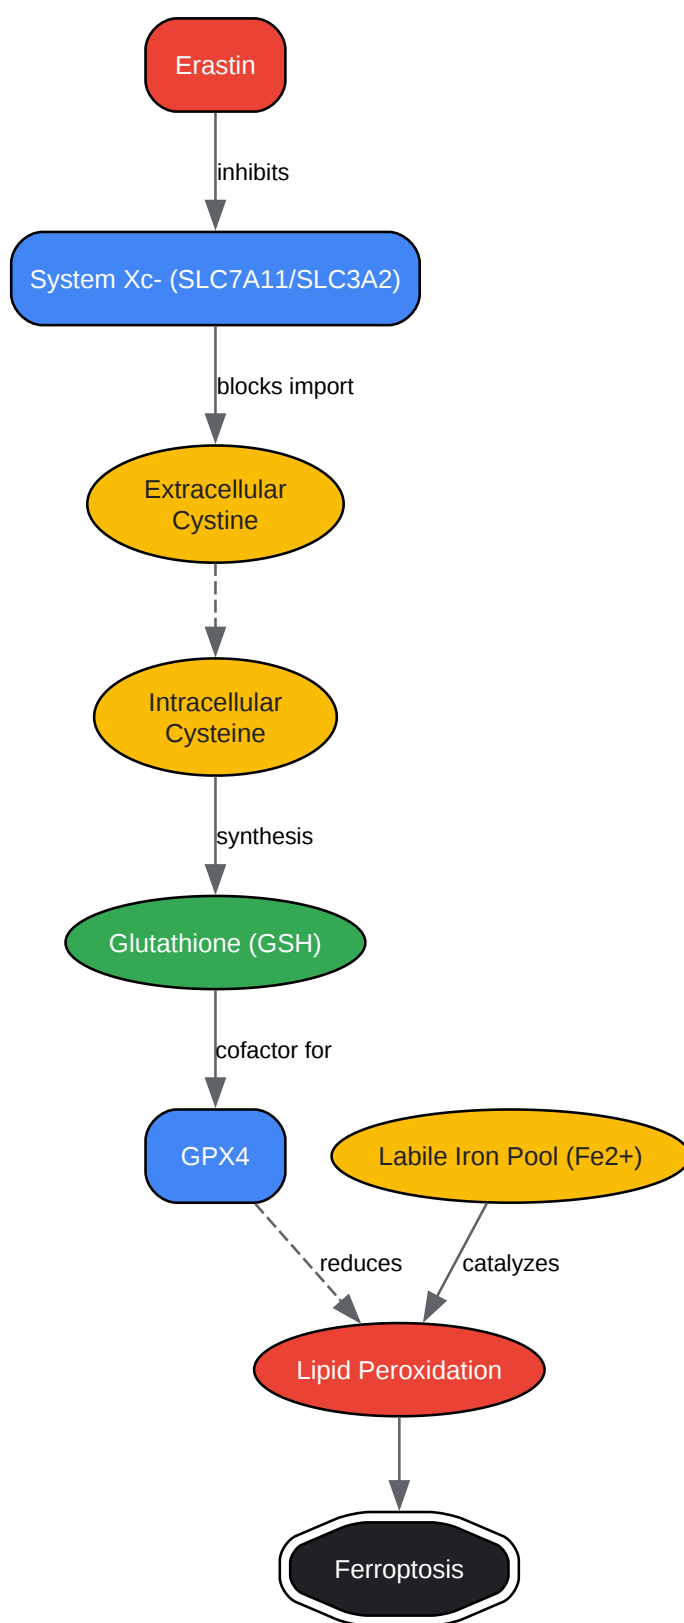 Erastin
inhibits
System Xc- (SLC7A11/SLC3A2)
blocks import
Extracellular
Cystine
Intracellular
Cysteine
synthesis
Glutathione (GSH)
cofactor for
GPX4
Labile Iron Pool (Fe2+)
reduces
catalyzes
Lipid Peroxidation
Ferroptosis